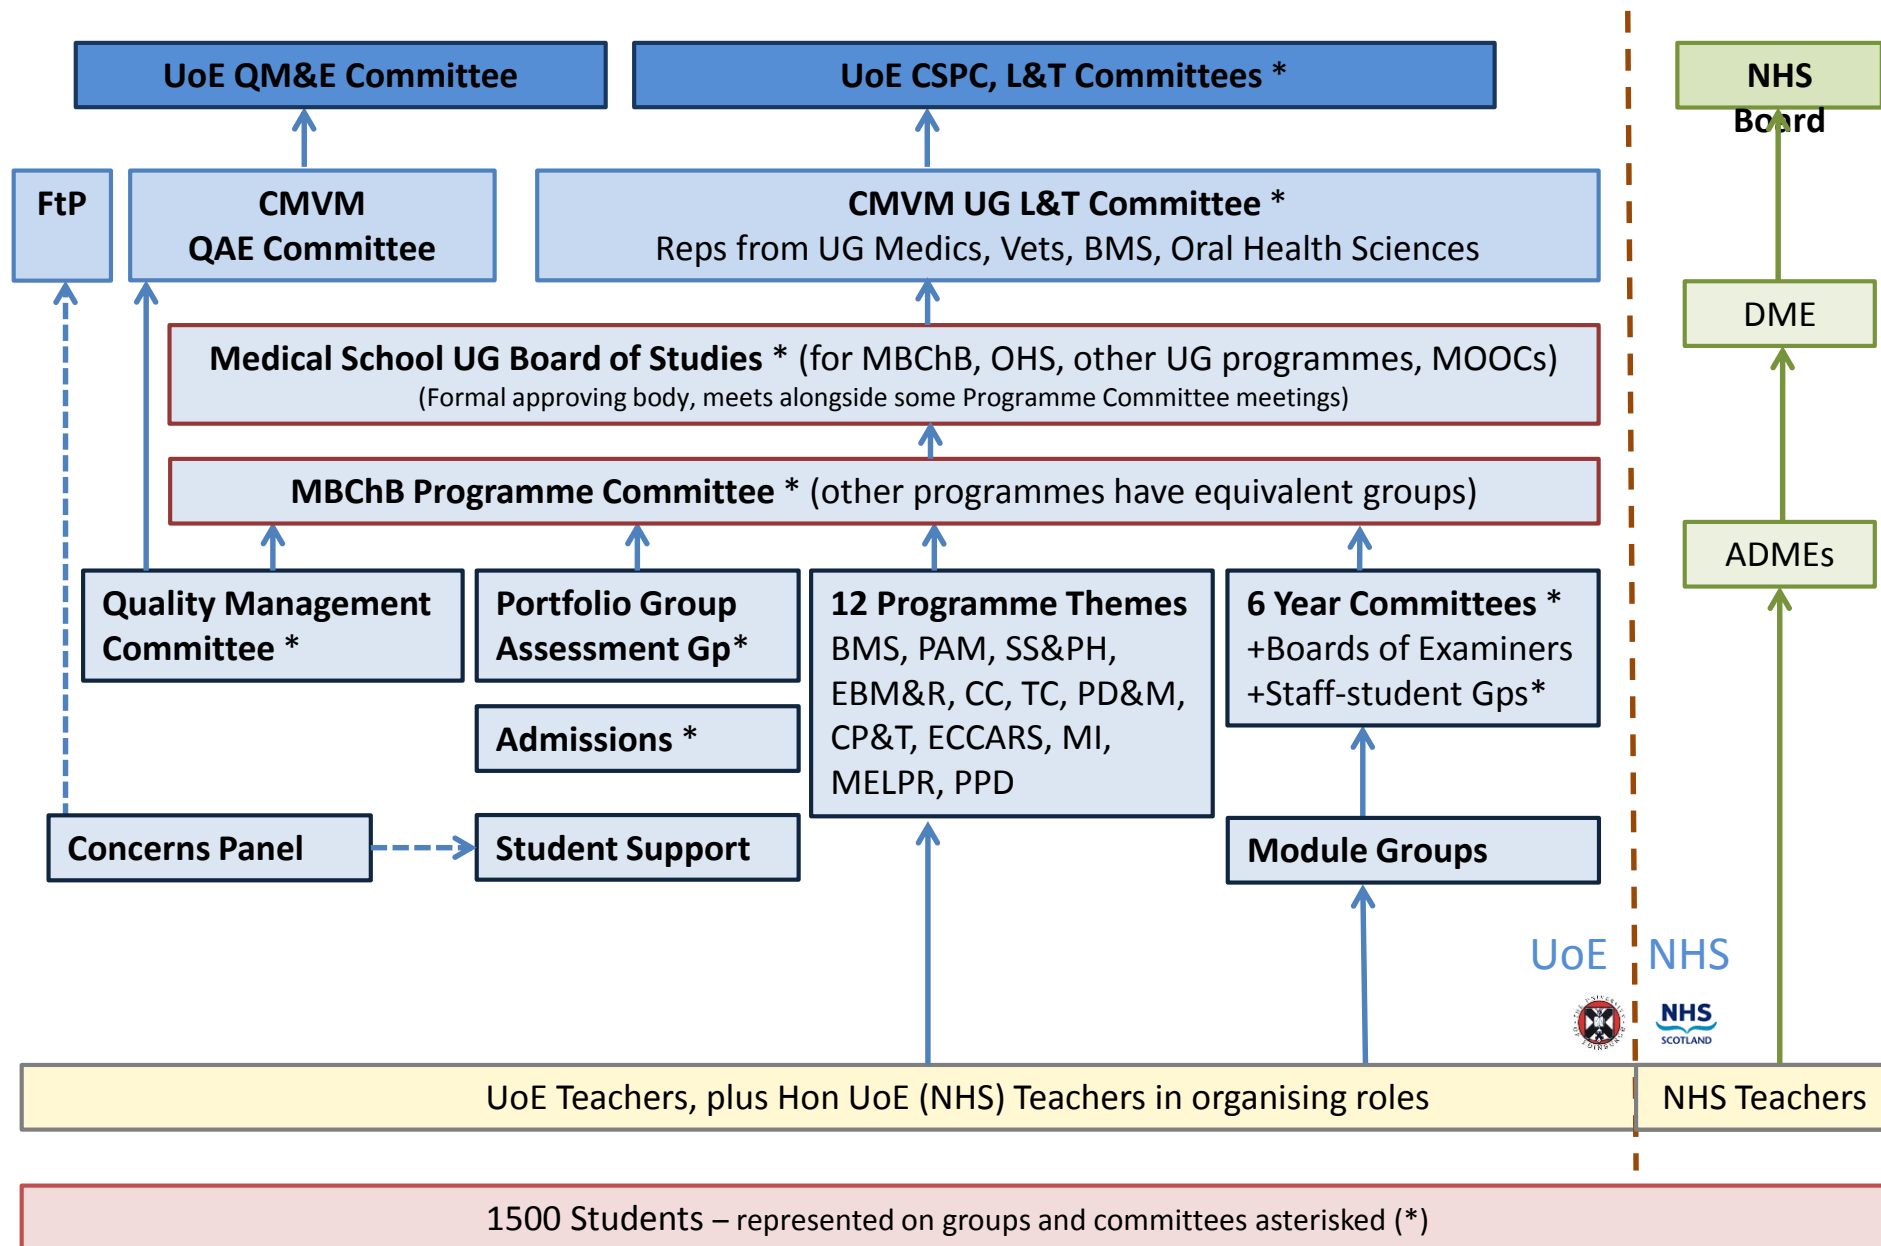 UoE QM&E Committee
UoE CSPC, L&T Committees *
NHS
Board
FtP
CMVM
QAE Committee
CMVM UG L&T Committee *
Reps from UG Medics, Vets, BMS, Oral Health Sciences
DME
Medical School UG Board of Studies * (for MBChB, OHS, other UG programmes, MOOCs)
(Formal approving body, meets alongside some Programme Committee meetings)
MBChB Programme Committee * (other programmes have equivalent groups)
ADMEs
Quality Management
Committee *
Portfolio Group
Assessment Gp*
12 Programme Themes
BMS, PAM, SS&PH,
EBM&R, CC, TC, PD&M,
CP&T, ECCARS, MI,
MELPR, PPD
6 Year Committees *
+Boards of Examiners
+Staff-student Gps*
Admissions *
Concerns Panel
Student Support
Module Groups
UoE
NHS
THE UNIVERSITY OF EDINBURGH
NHS
SCOTLAND
UoE Teachers, plus Hon UoE (NHS) Teachers in organising roles
NHS Teachers
1500 Students – represented on groups and committees asterisked (*)